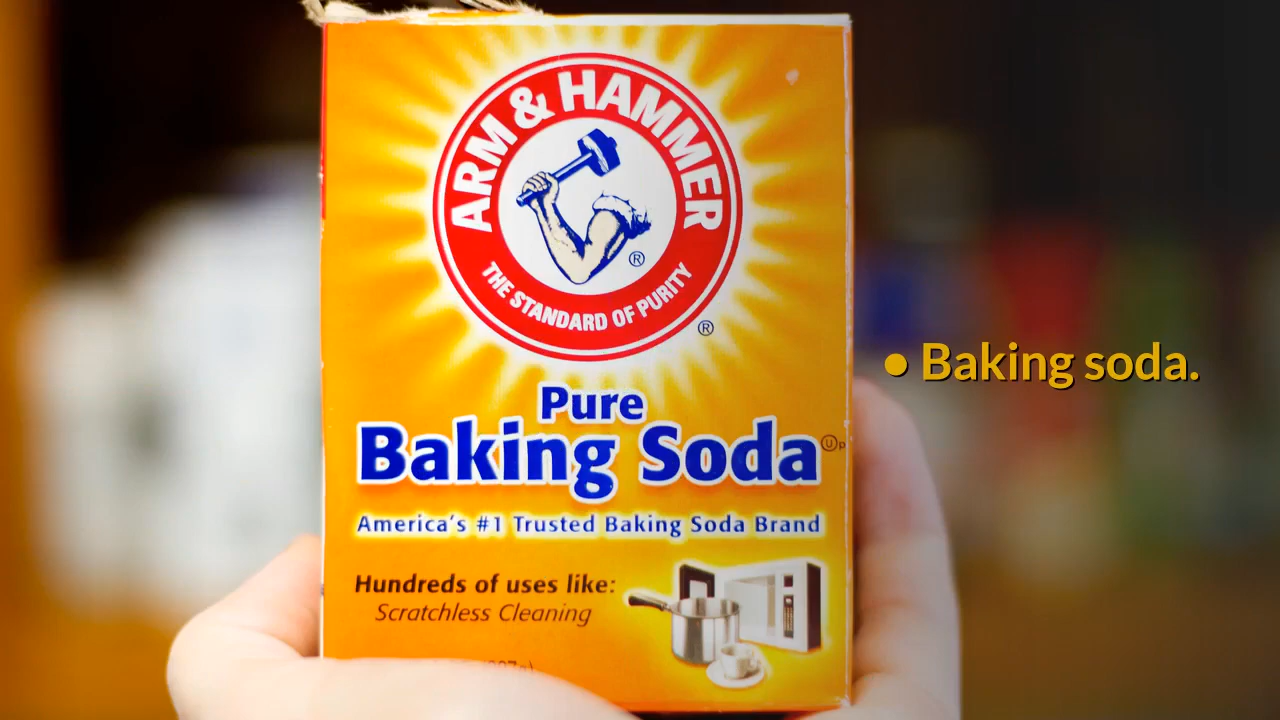 ARM & HAMMER
®
THE STANDARD OF PURITY
®
Pure
Baking Soda
America's #1 Trusted Baking Soda Brand
Hundreds of uses like:
Scratchless Cleaning
• Baking soda.